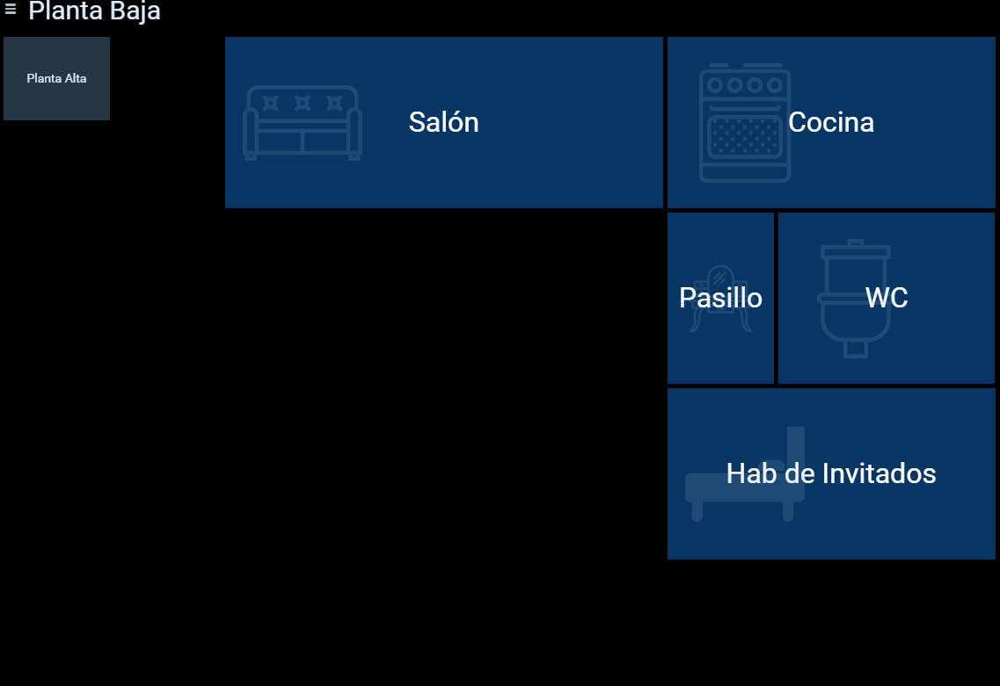 Planta Baja
Planta Alta
Salón
Cocina
Pasillo
WC
Hab de Invitados